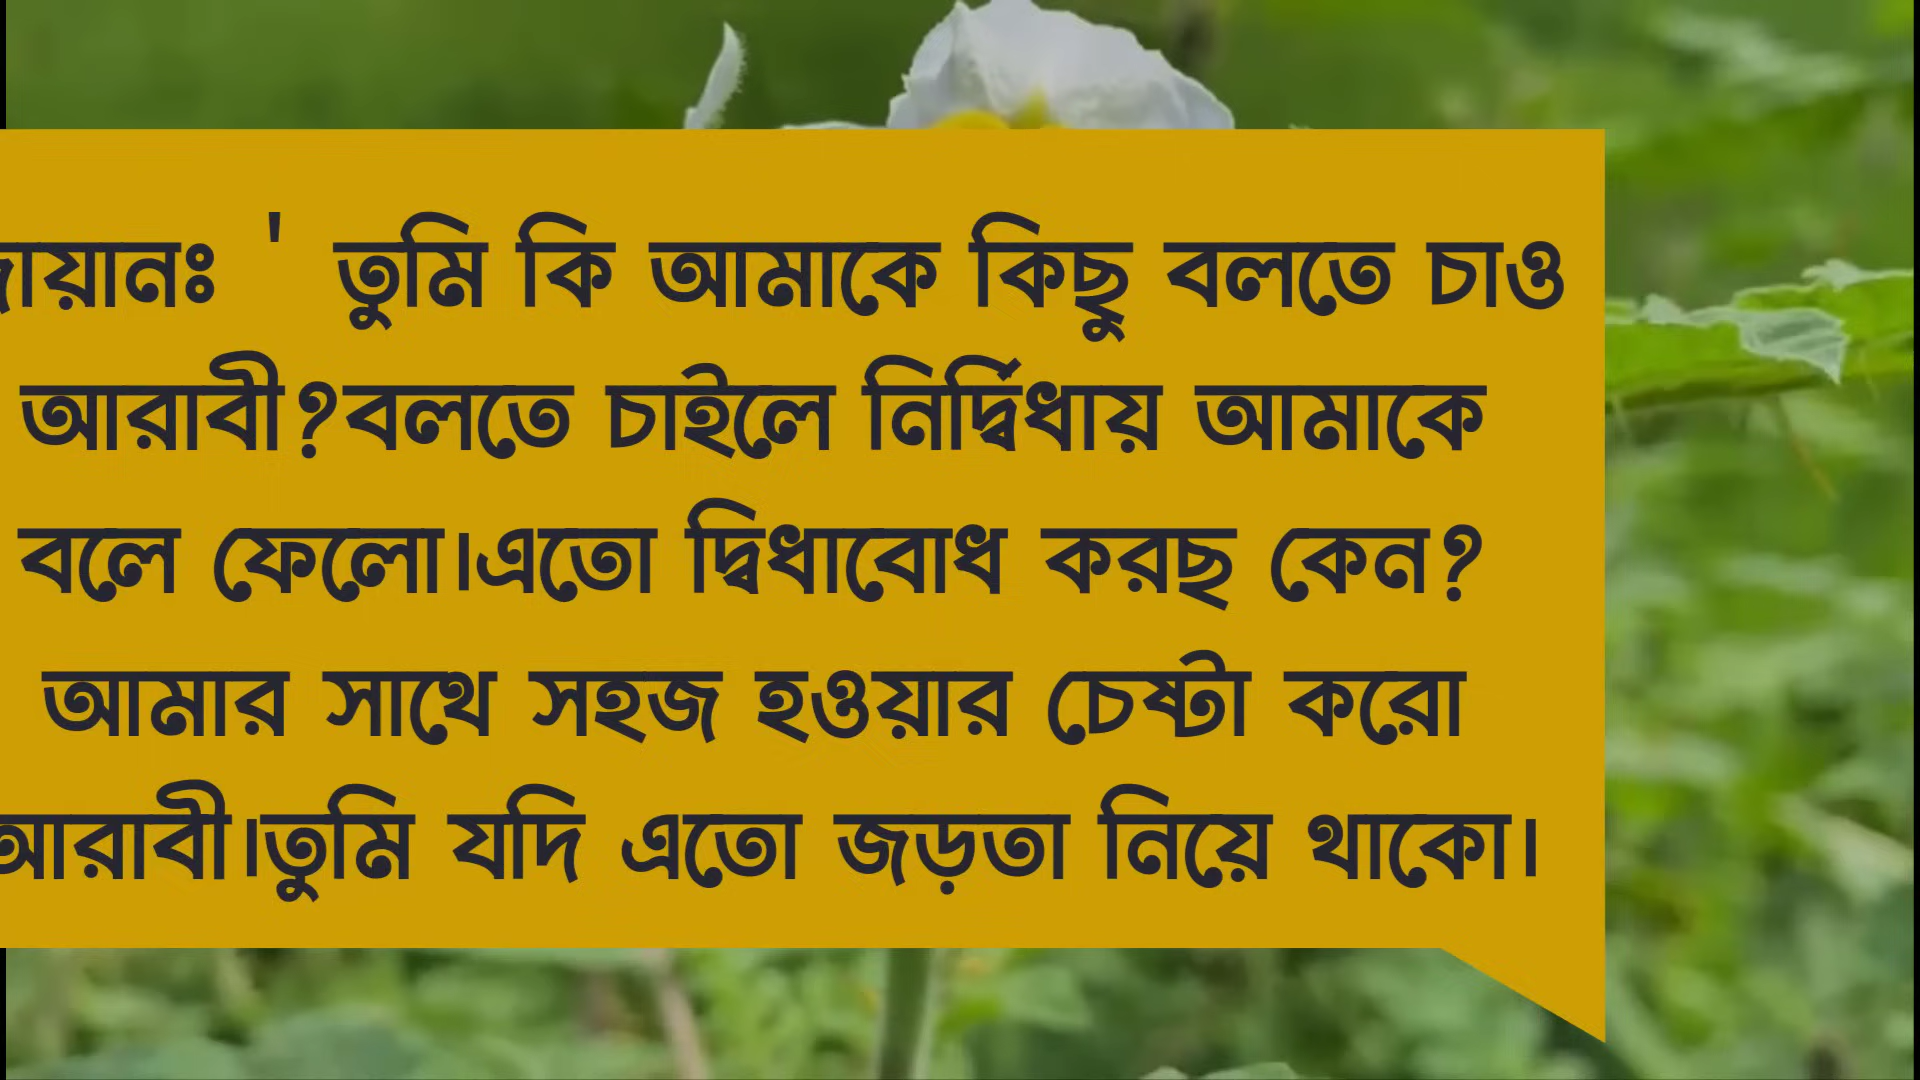 ' তুমি কি আমাকে কিছু বলতে চাও
আরাবী?বলতে চাইলে নির্দ্বিধায় আমাকে
বলে ফেলো।এতো দ্বিধাবোধ করছ কেন?
আমার সাথে সহজ হওয়ার চেষ্টা করো
আরাবী।তুমি যদি এতো জড়তা নিয়ে থাকো।